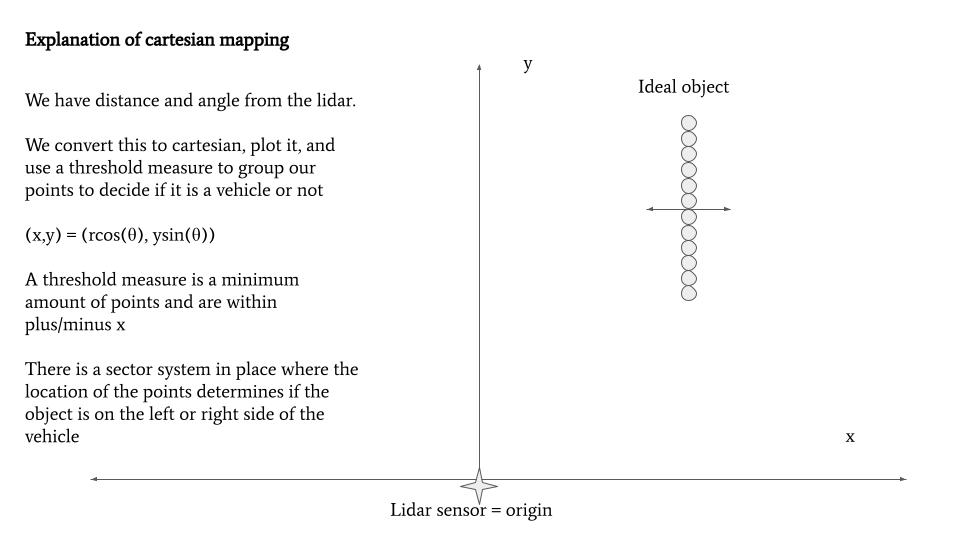 Explanation of cartesian mapping
We have distance and angle from the lidar.
We convert this to cartesian, plot it, and
use a threshold measure to group our
points to decide if it is a vehicle or not
(x,y) = (rcos(θ), ysin(θ))
A threshold measure is a minimum
amount of points and are within
plus/minus x
There is a sector system in place where the
location of the points determines if the
object is on the left or right side of the
vehicle
y
Ideal object
x
Lidar sensor = origin